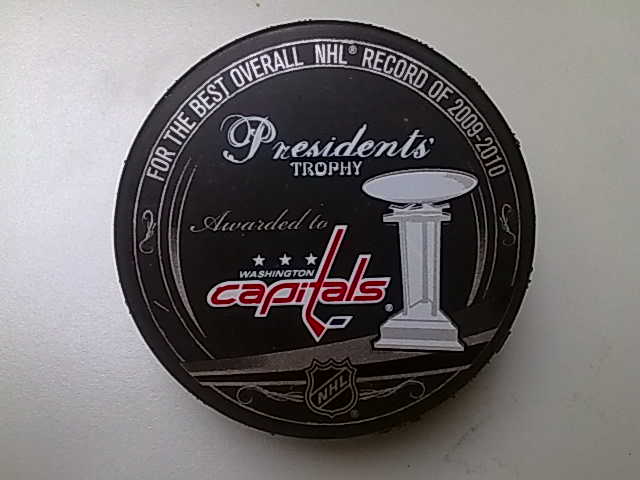 FOR THE BEST OVERALL NHL® RECORD OF 2009-2010
Presidents'
TROPHY
Awarded to
WASHINGTON
capitals®
NHL®